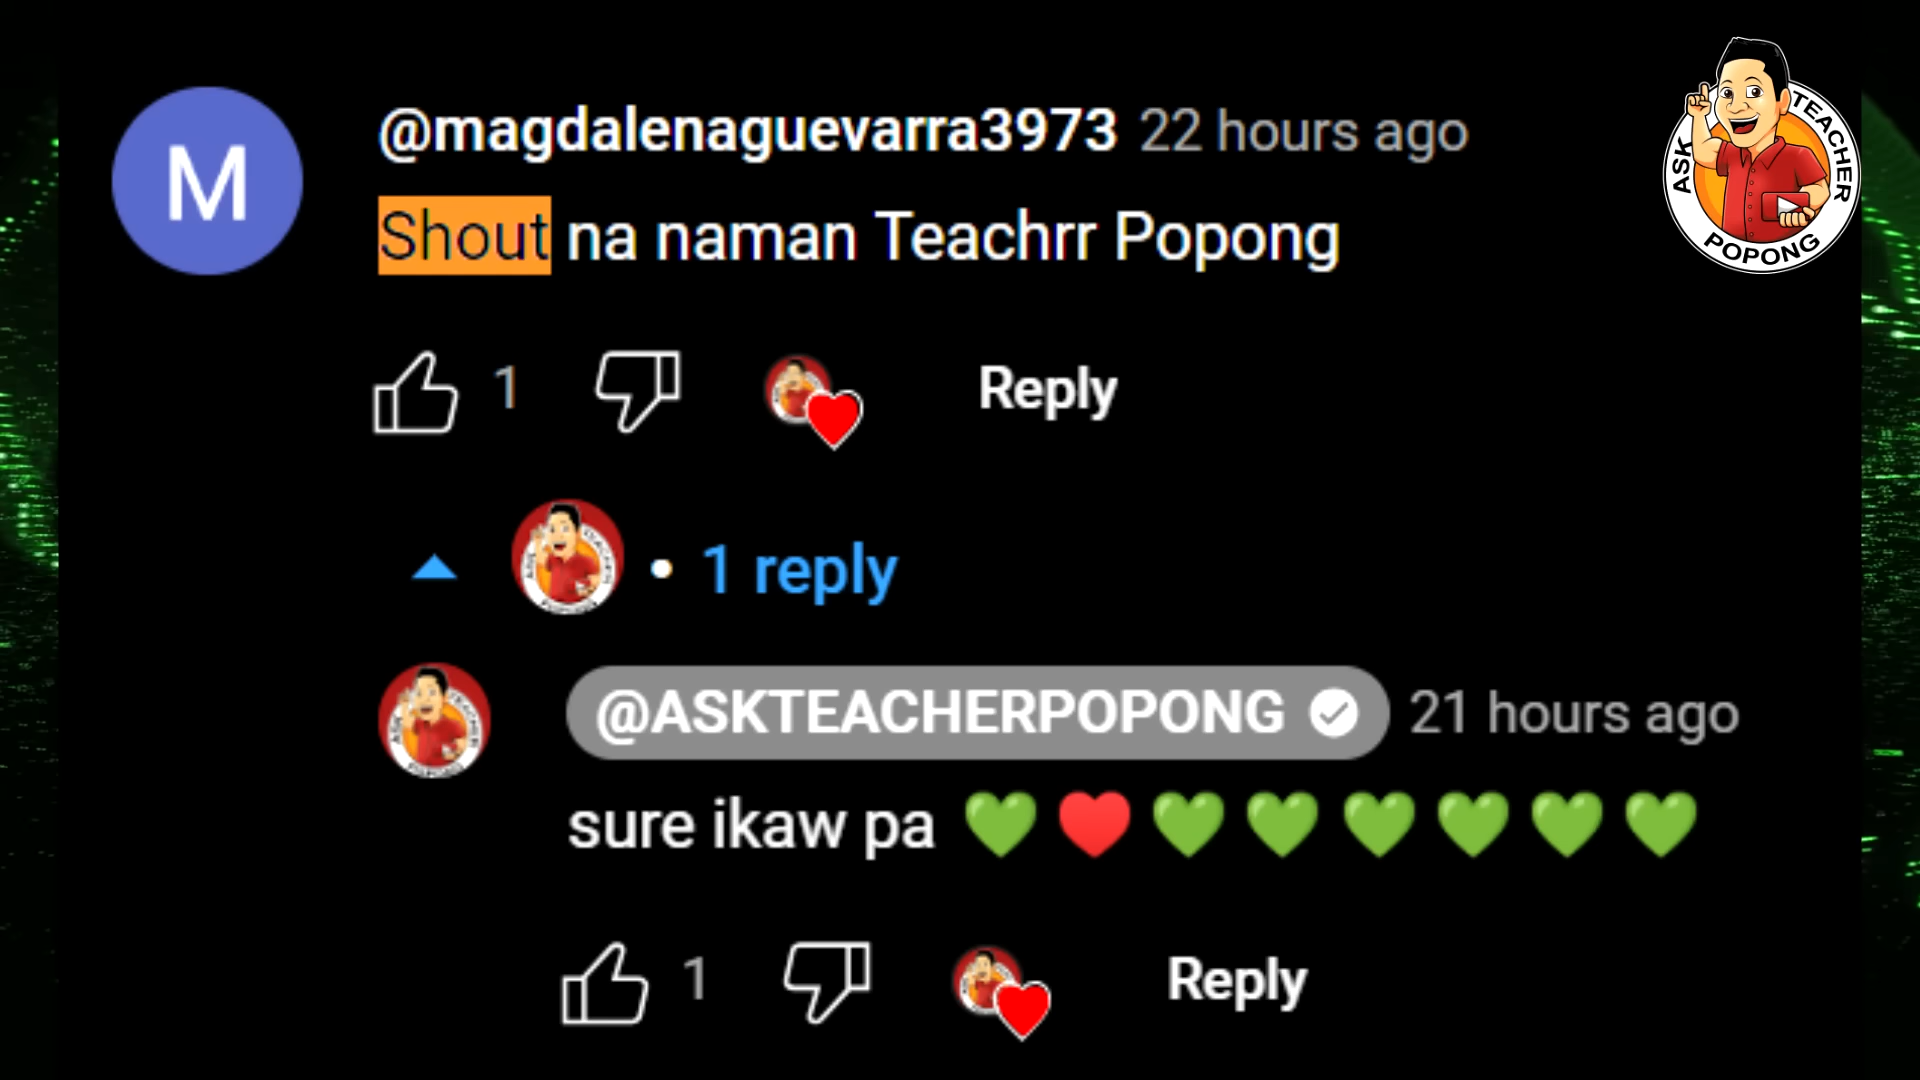 M
@magdalenaguevarra3973 22 hours ago
Shout na naman Teachrr Popong
1
Reply
1 reply
@ASKTEACHERPOPONG 21 hours ago
sure ikaw pa 💚❤️💚💚💚💚💚💚
1
Reply
ASK TEACHER
POPONG